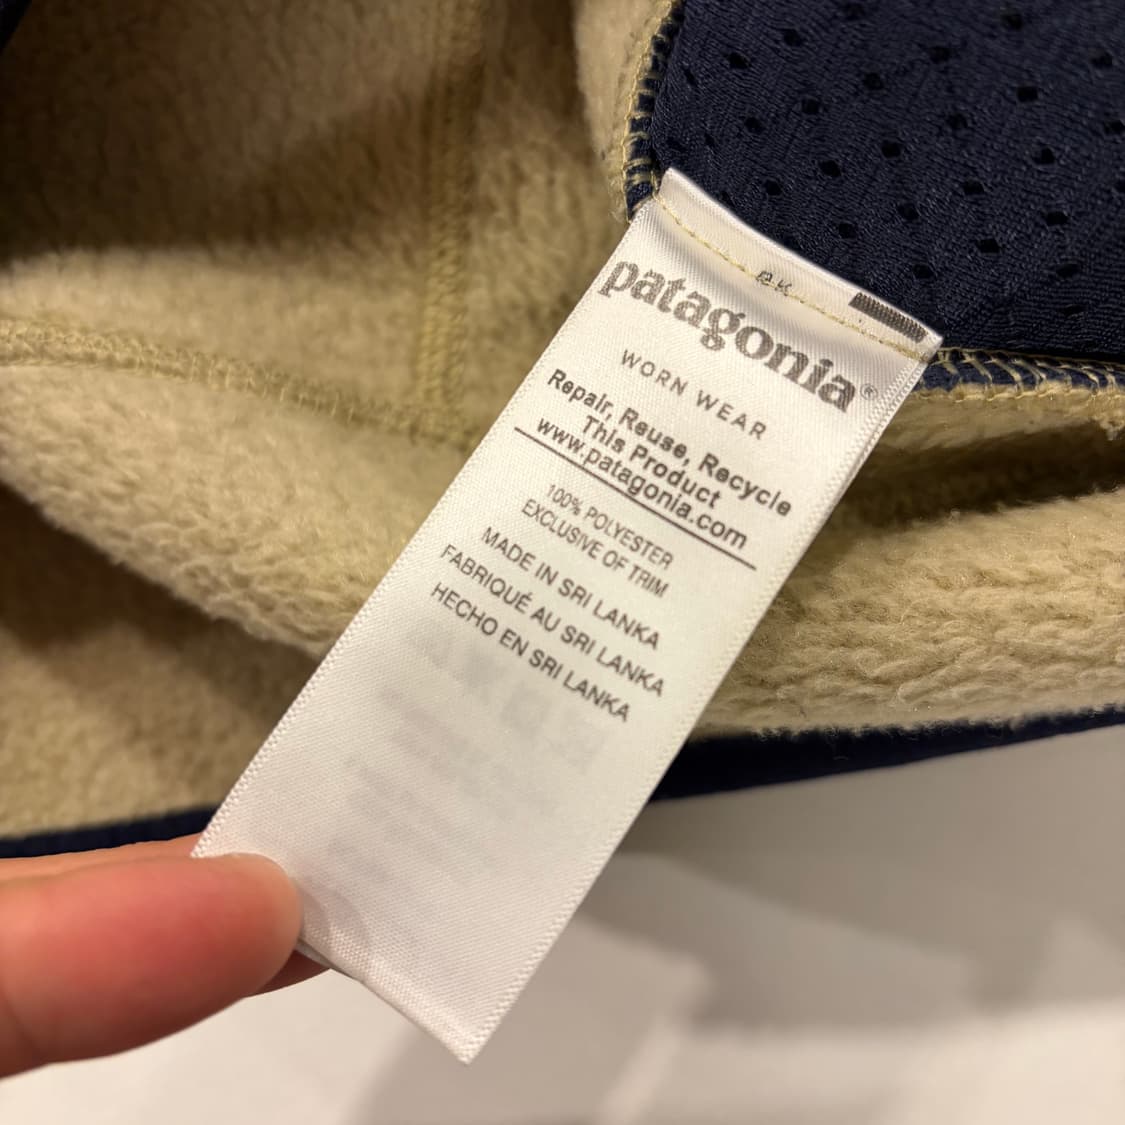 patagonia®
WORN WEAR
Repair, Reuse, Recycle
This Product
www.patagonia.com
100% POLYESTER
EXCLUSIVE OF TRIM
MADE IN SRI LANKA
FABRIQUÉ AU SRI LANKA
HECHO EN SRI LANKA